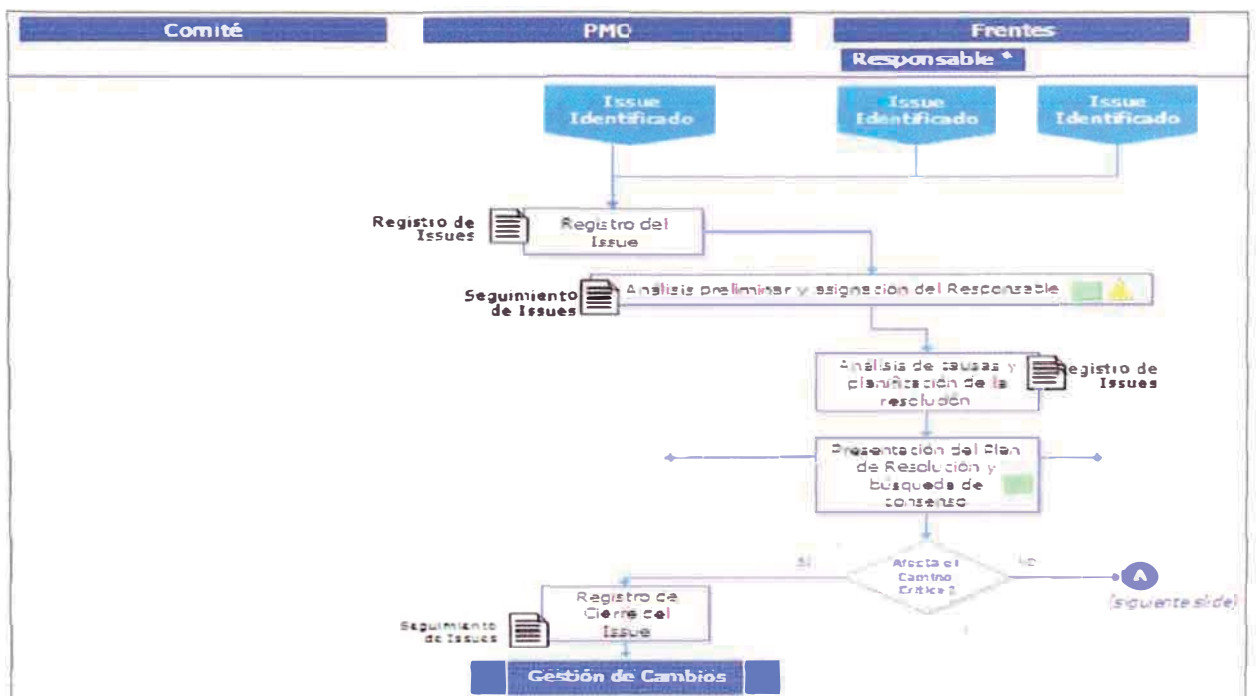 Comité
PMO
Frentes
Responsable *
Issue
Identificado
Issue
Identificado
Issue
Identificado
Registro de
Issues
Registro del
Issue
Seguimiento
de Issues
Análisis preliminar y asignación del Responsable
Análisis de causas y
planificación de la
resolución
Registro de
Issues
Presentación del Plan
de Resolución y
búsqueda de
consenso
Afecta el
Camino
Crítico ?
SI
No
A
(siguiente slide)
Registro de
Cierre del
Issue
Seguimiento
de Issues
Gestión de Cambios